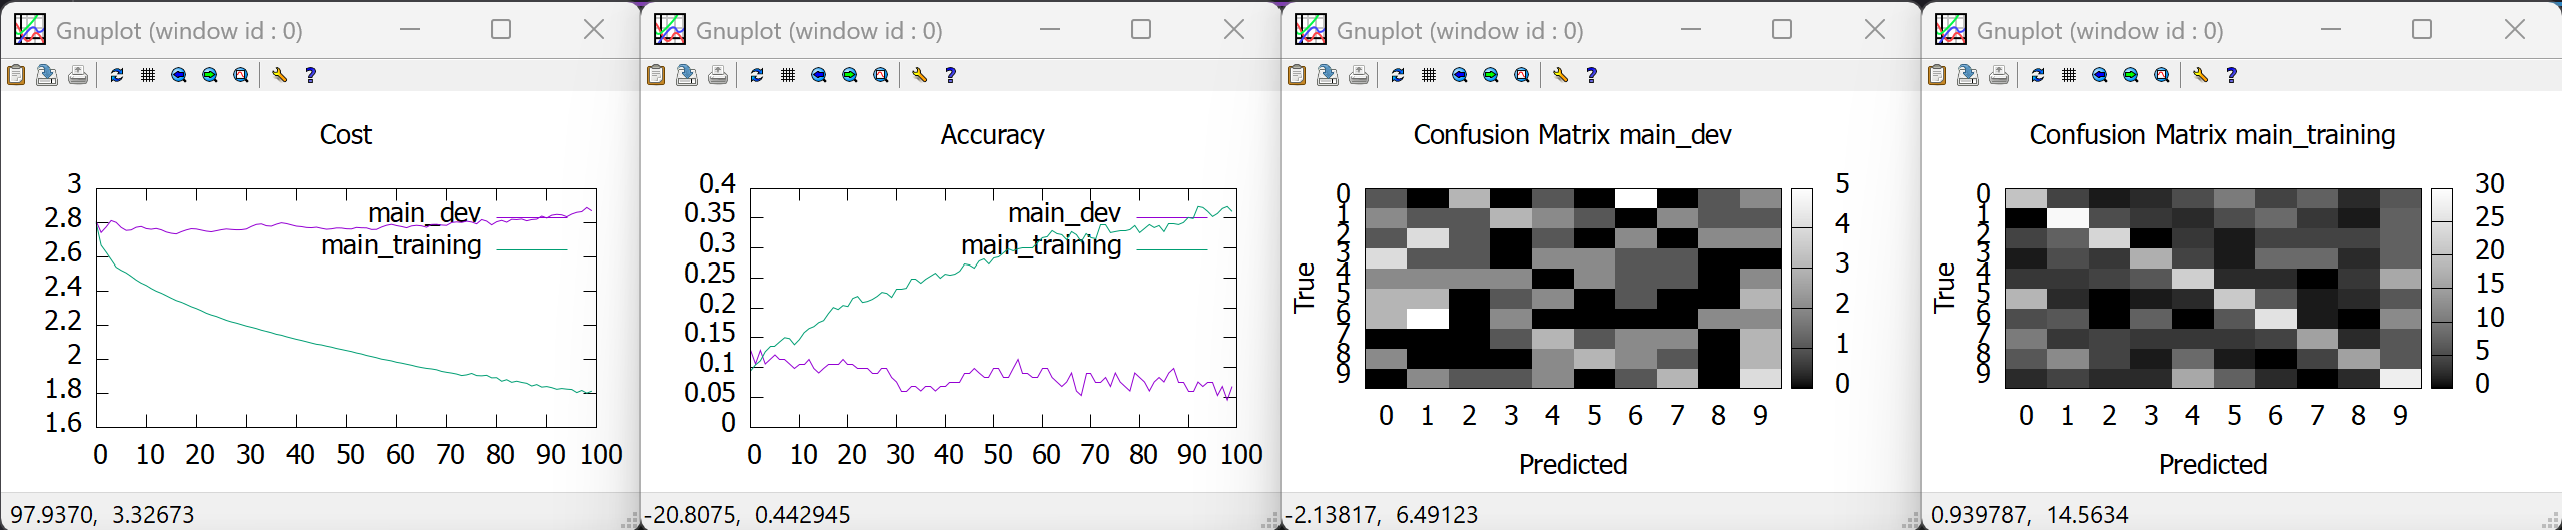 Gnuplot (window id : 0)
Cost
3
2.8
2.6
2.4
2.2
2
1.8
1.6
main_dev
main_training
0 10 20 30 40 50 60 70 80 90 100
97.9370, 3.32673
Gnuplot (window id : 0)
Accuracy
0.4
0.35
0.3
0.25
0.2
0.15
0.1
0.05
0
main_dev
main_training
0 10 20 30 40 50 60 70 80 90 100
-20.8075, 0.442945
Gnuplot (window id : 0)
Confusion Matrix main_dev
True
0
1
2
3
4
5
6
7
8
9
0 1 2 3 4 5 6 7 8 9
Predicted
5
4
3
2
1
0
-2.13817, 6.49123
Gnuplot (window id : 0)
Confusion Matrix main_training
True
0
1
2
3
4
5
6
7
8
9
0 1 2 3 4 5 6 7 8 9
Predicted
30
25
20
15
10
5
0
0.939787, 14.5634